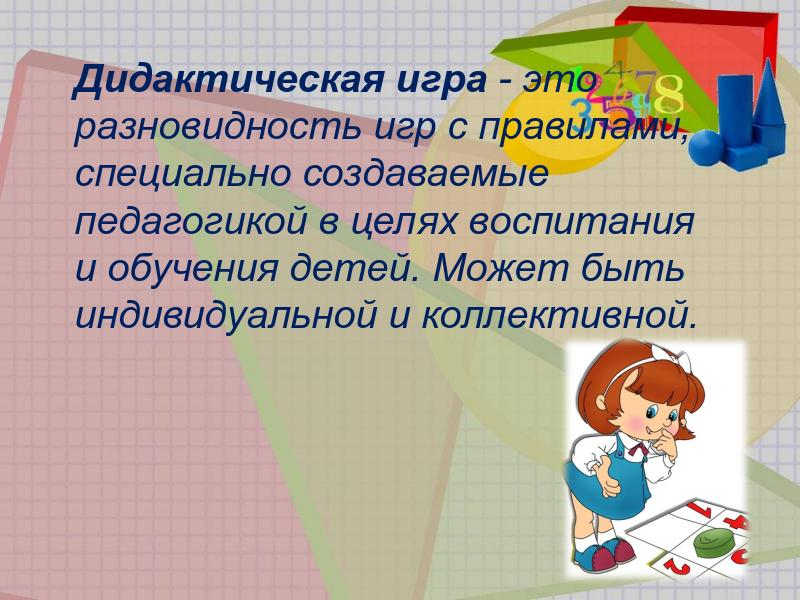 Дидактическая игра - это
разновидность игр с правилами,
специально создаваемые
педагогикой в целях воспитания
и обучения детей. Может быть
индивидуальной и коллективной.